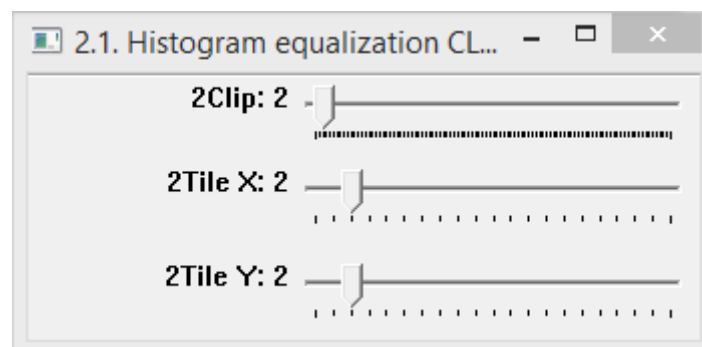 2.1. Histogram equalization CL...
2Clip: 2
2Tile X: 2
2Tile Y: 2